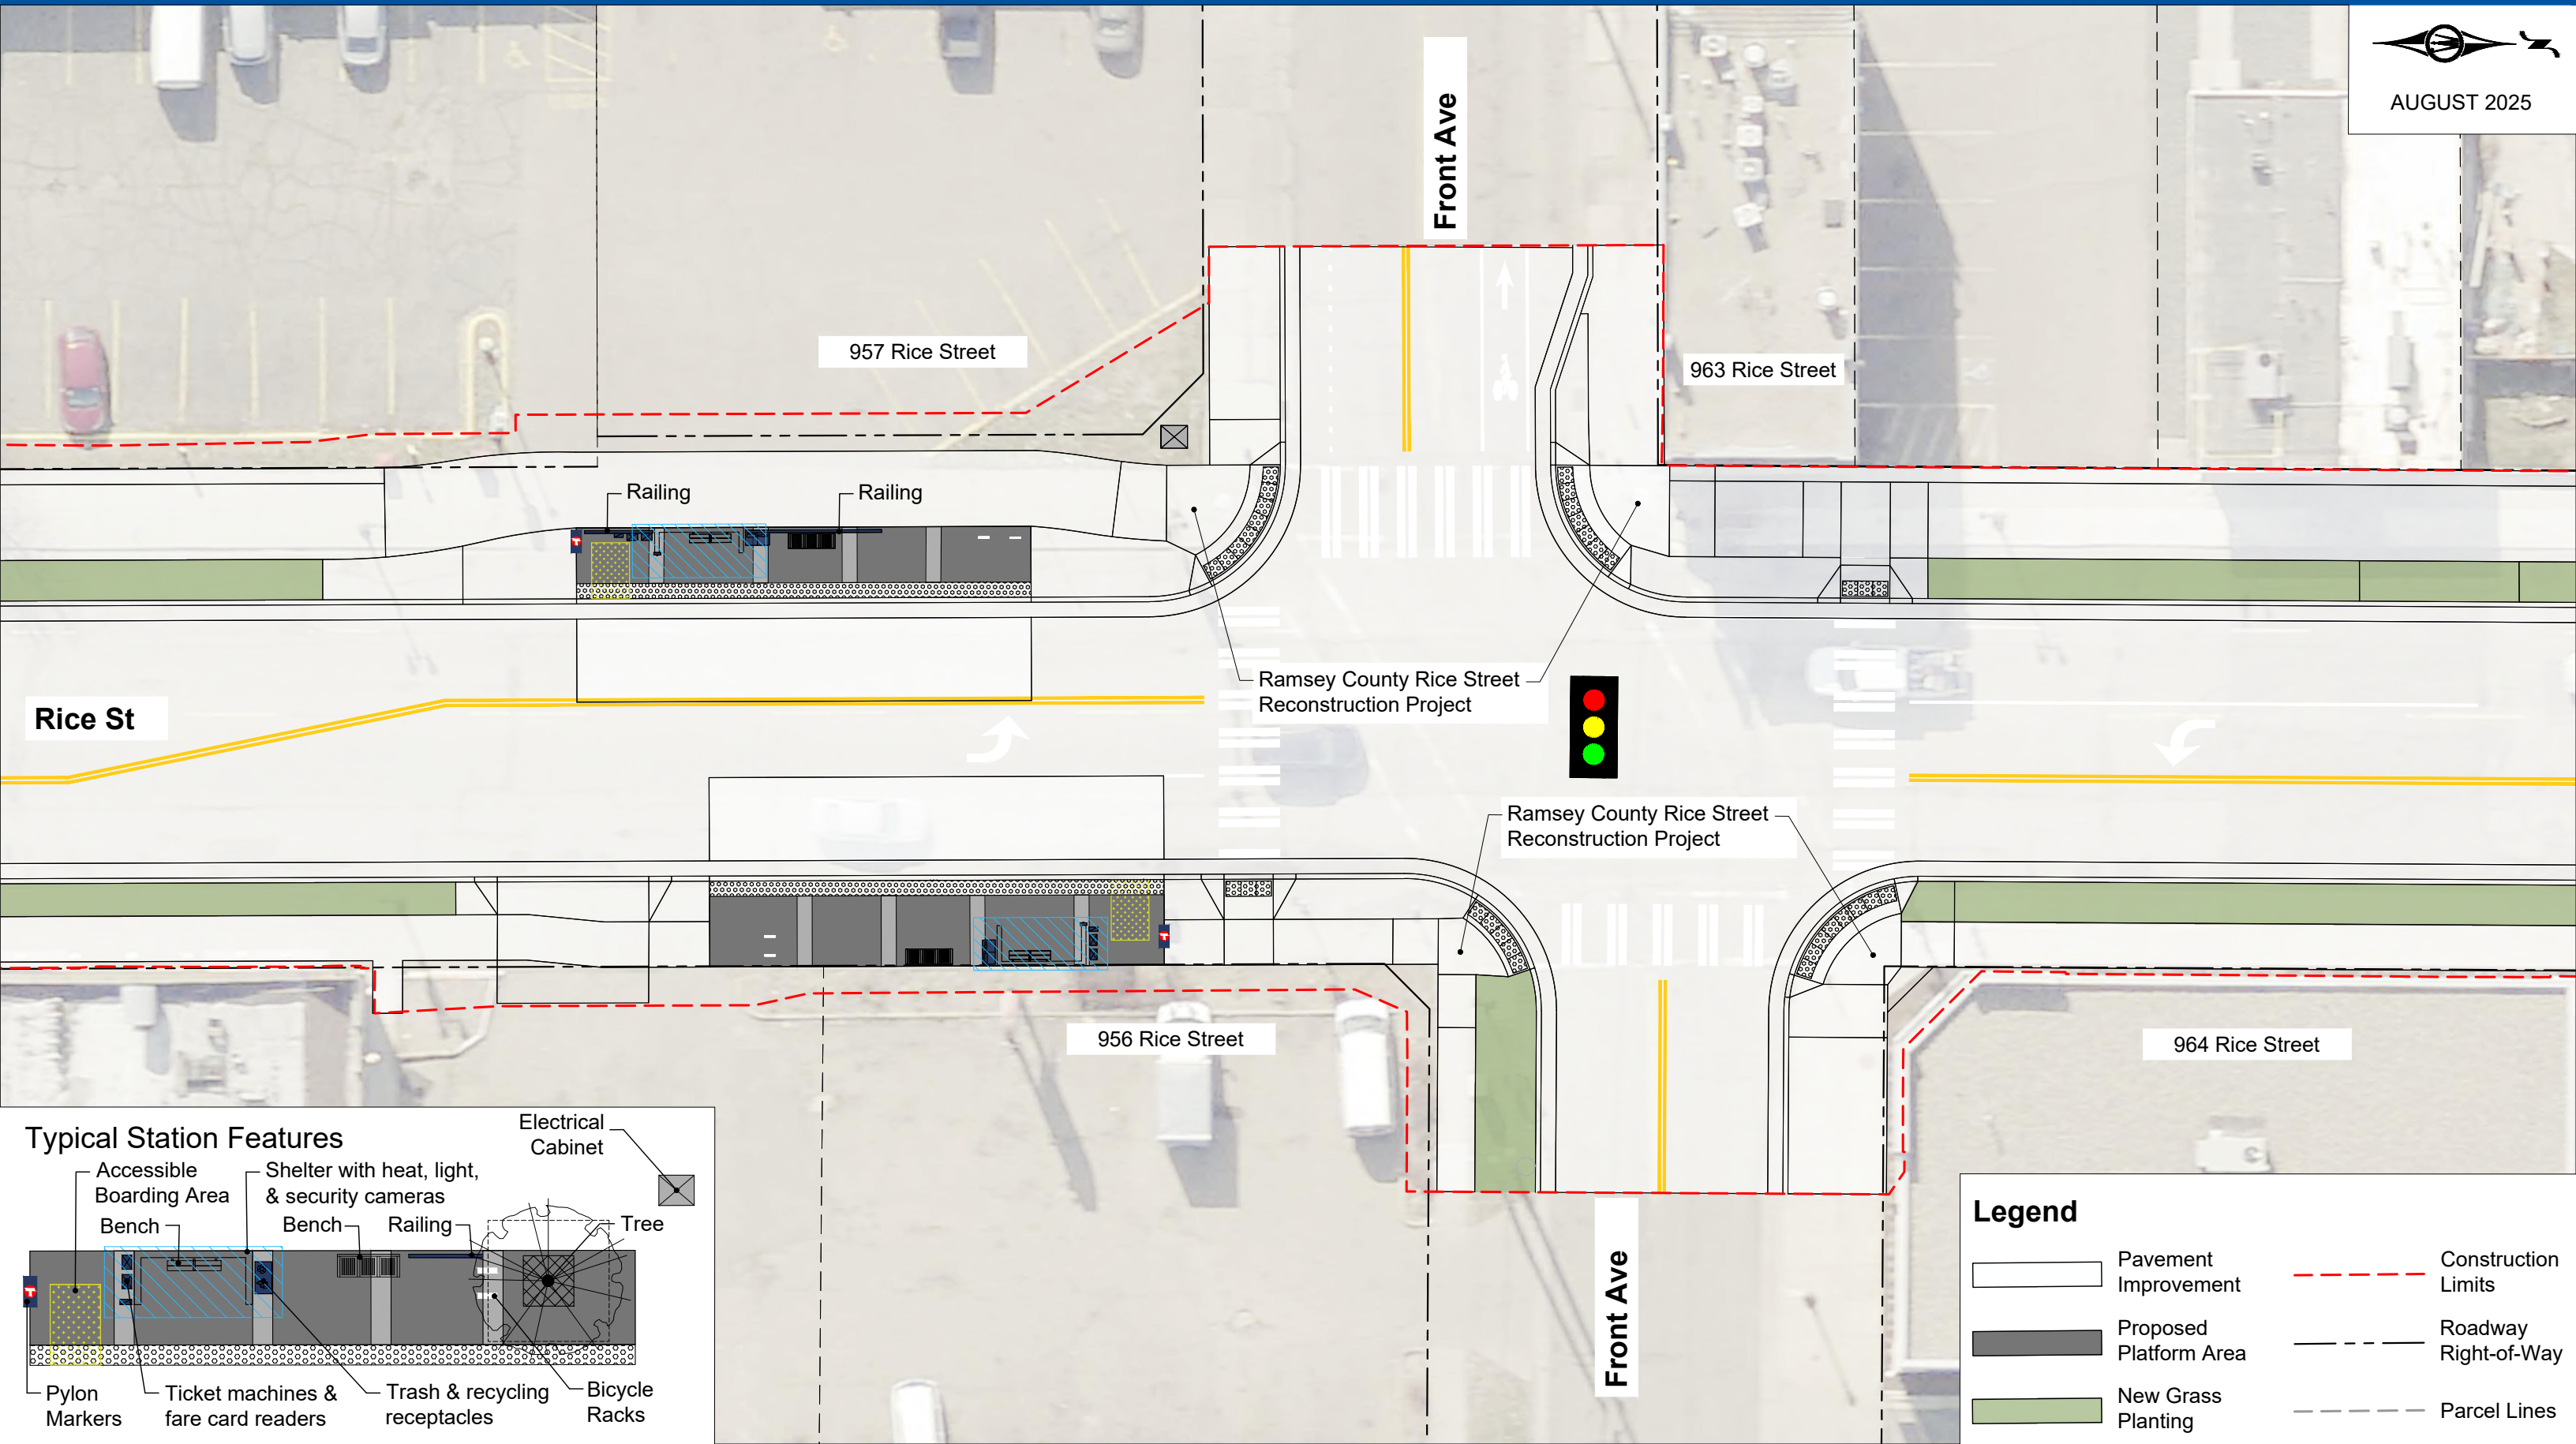 Front Ave
AUGUST 2025
957 Rice Street
963 Rice Street
Railing
Railing
Ramsey County Rice Street
Reconstruction Project
Rice St
Ramsey County Rice Street
Reconstruction Project
956 Rice Street
964 Rice Street
Front Ave
Typical Station Features
Electrical
Cabinet
Accessible
Boarding Area
Shelter with heat, light,
& security cameras
Bench
Bench
Railing
Tree
Pylon
Markers
Ticket machines &
fare card readers
Trash & recycling
receptacles
Bicycle
Racks
Legend
Pavement
Improvement
Construction
Limits
Proposed
Platform Area
Roadway
Right-of-Way
New Grass
Planting
Parcel Lines